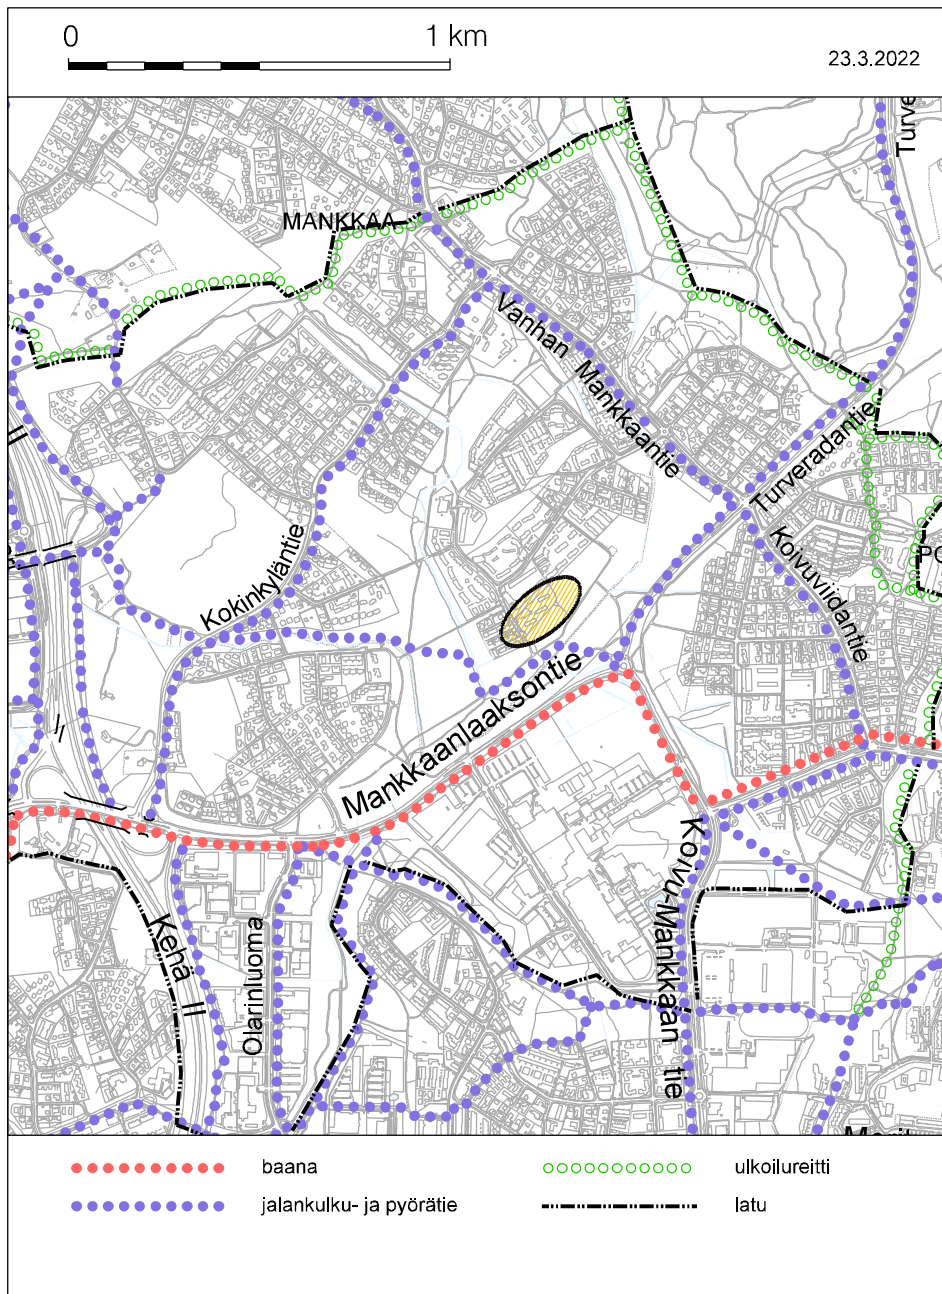 0 1 km
23.3.2022
Turve
MANKKAA
Vanhan Mankkaantie
Turveradantie
Koivuviidantie
Kokinkyläntie
Mankkaanlaaksontie
Koivu-Mankkaan tie
Kehä II
Olarinluoma
baana
ulkoilureitti
jalankulku- ja pyörätie
latu